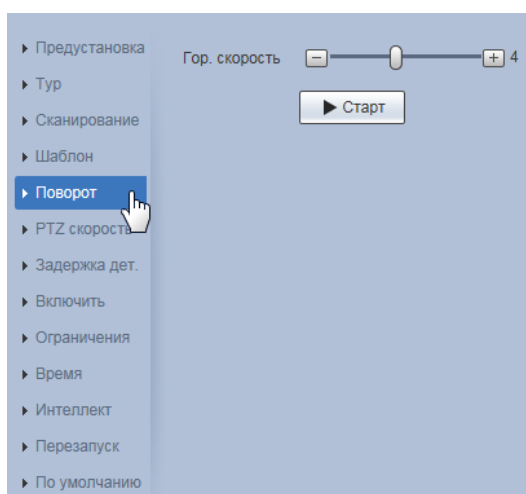 Предустановка
Тур
Сканирование
Шаблон
Поворот
PTZ скорость
Задержка дет.
Включить
Ограничения
Время
Интеллект
Перезапуск
По умолчанию
Гор. скорость 4
Старт